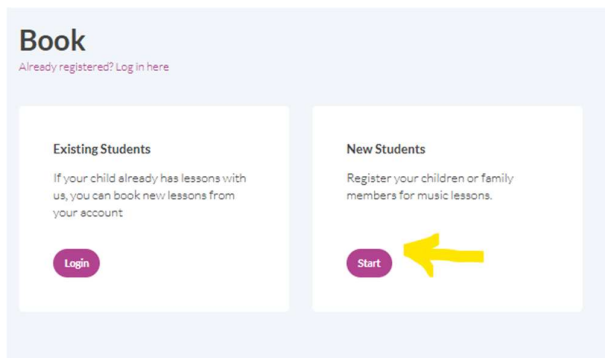 Book
Already registered? Log in here
Existing Students
If your child already has lessons with
us, you can book new lessons from
your account
Login
New Students
Register your children or family
members for music lessons.
Start